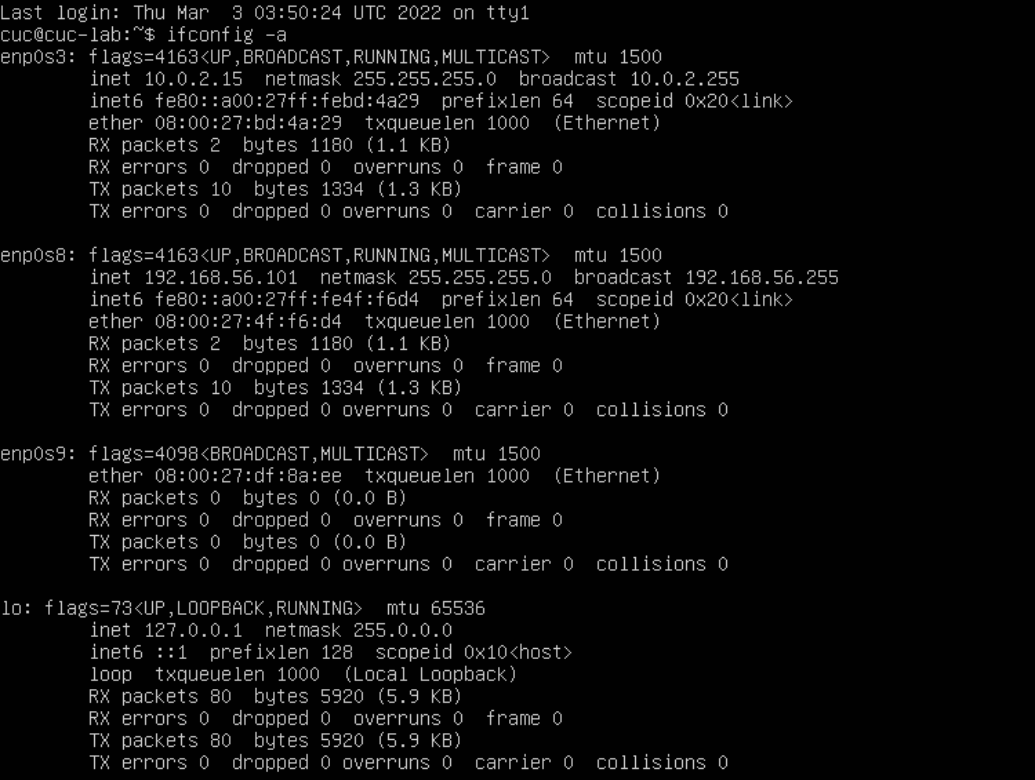 Last login: Thu Mar  3 03:50:24 UTC 2022 on tty1
cuc@cuc-lab:~$ ifconfig -a
enp0s3: flags=4163<UP,BROADCAST,RUNNING,MULTICAST>  mtu 1500
        inet 10.0.2.15  netmask 255.255.255.0  broadcast 10.0.2.255
        inet6 fe80::a00:27ff:febd:4a29  prefixlen 64  scopeid 0x20<link>
        ether 08:00:27:bd:4a:29  txqueuelen 1000  (Ethernet)
        RX packets 2  bytes 1180 (1.1 KB)
        RX errors 0  dropped 0  overruns 0  frame 0
        TX packets 10  bytes 1334 (1.3 KB)
        TX errors 0  dropped 0 overruns 0  carrier 0  collisions 0

enp0s8: flags=4163<UP,BROADCAST,RUNNING,MULTICAST>  mtu 1500
        inet 192.168.56.101  netmask 255.255.255.0  broadcast 192.168.56.255
        inet6 fe80::a00:27ff:fe4f:f6d4  prefixlen 64  scopeid 0x20<link>
        ether 08:00:27:4f:f6:d4  txqueuelen 1000  (Ethernet)
        RX packets 2  bytes 1180 (1.1 KB)
        RX errors 0  dropped 0  overruns 0  frame 0
        TX packets 10  bytes 1334 (1.3 KB)
        TX errors 0  dropped 0 overruns 0  carrier 0  collisions 0

enp0s9: flags=4098<BROADCAST,MULTICAST>  mtu 1500
        ether 08:00:27:df:8a:ee  txqueuelen 1000  (Ethernet)
        RX packets 0  bytes 0 (0.0 B)
        RX errors 0  dropped 0  overruns 0  frame 0
        TX packets 0  bytes 0 (0.0 B)
        TX errors 0  dropped 0 overruns 0  carrier 0  collisions 0

lo: flags=73<UP,LOOPBACK,RUNNING>  mtu 65536
        inet 127.0.0.1  netmask 255.0.0.0
        inet6 ::1  prefixlen 128  scopeid 0x10<host>
        loop  txqueuelen 1000  (Local Loopback)
        RX packets 80  bytes 5920 (5.9 KB)
        RX errors 0  dropped 0  overruns 0  frame 0
        TX packets 80  bytes 5920 (5.9 KB)
        TX errors 0  dropped 0 overruns 0  carrier 0  collisions 0